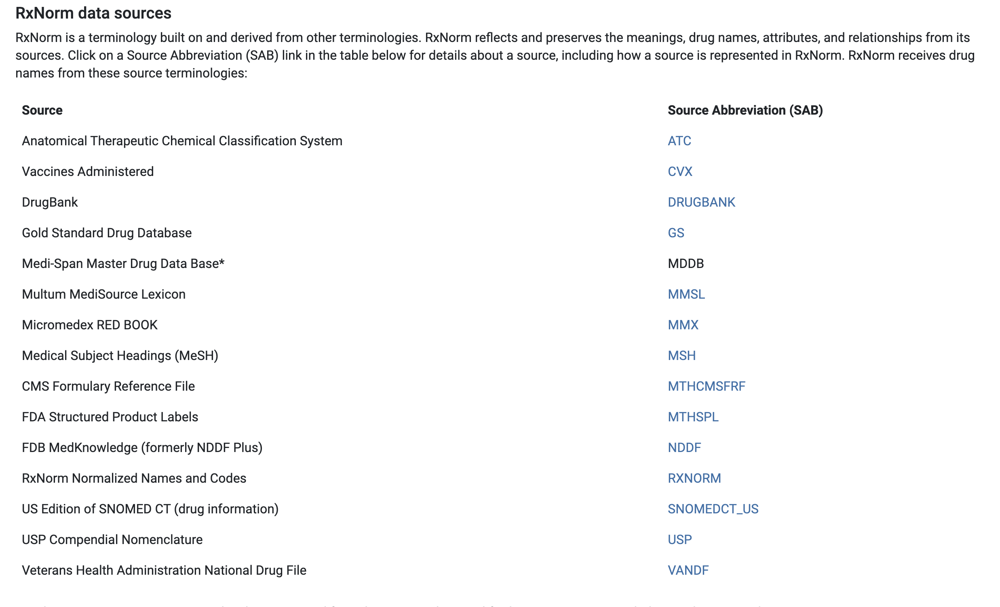 RxNorm data sources
RxNorm is a terminology built on and derived from other terminologies. RxNorm reflects and preserves the meanings, drug names, attributes, and relationships from its
sources. Click on a Source Abbreviation (SAB) link in the table below for details about a source, including how a source is represented in RxNorm. RxNorm receives drug
names from these source terminologies:
Source Source Abbreviation (SAB)
Anatomical Therapeutic Chemical Classification System ATC
Vaccines Administered CVX
DrugBank DRUGBANK
Gold Standard Drug Database GS
Medi-Span Master Drug Data Base* MDDB
Multum MediSource Lexicon MMSL
Micromedex RED BOOK MMX
Medical Subject Headings (MeSH) MSH
CMS Formulary Reference File MTHCMSFRF
FDA Structured Product Labels MTHSPL
FDB MedKnowledge (formerly NDDF Plus) NDDF
RxNorm Normalized Names and Codes RXNORM
US Edition of SNOMED CT (drug information) SNOMEDCT_US
USP Compendial Nomenclature USP
Veterans Health Administration National Drug File VANDF